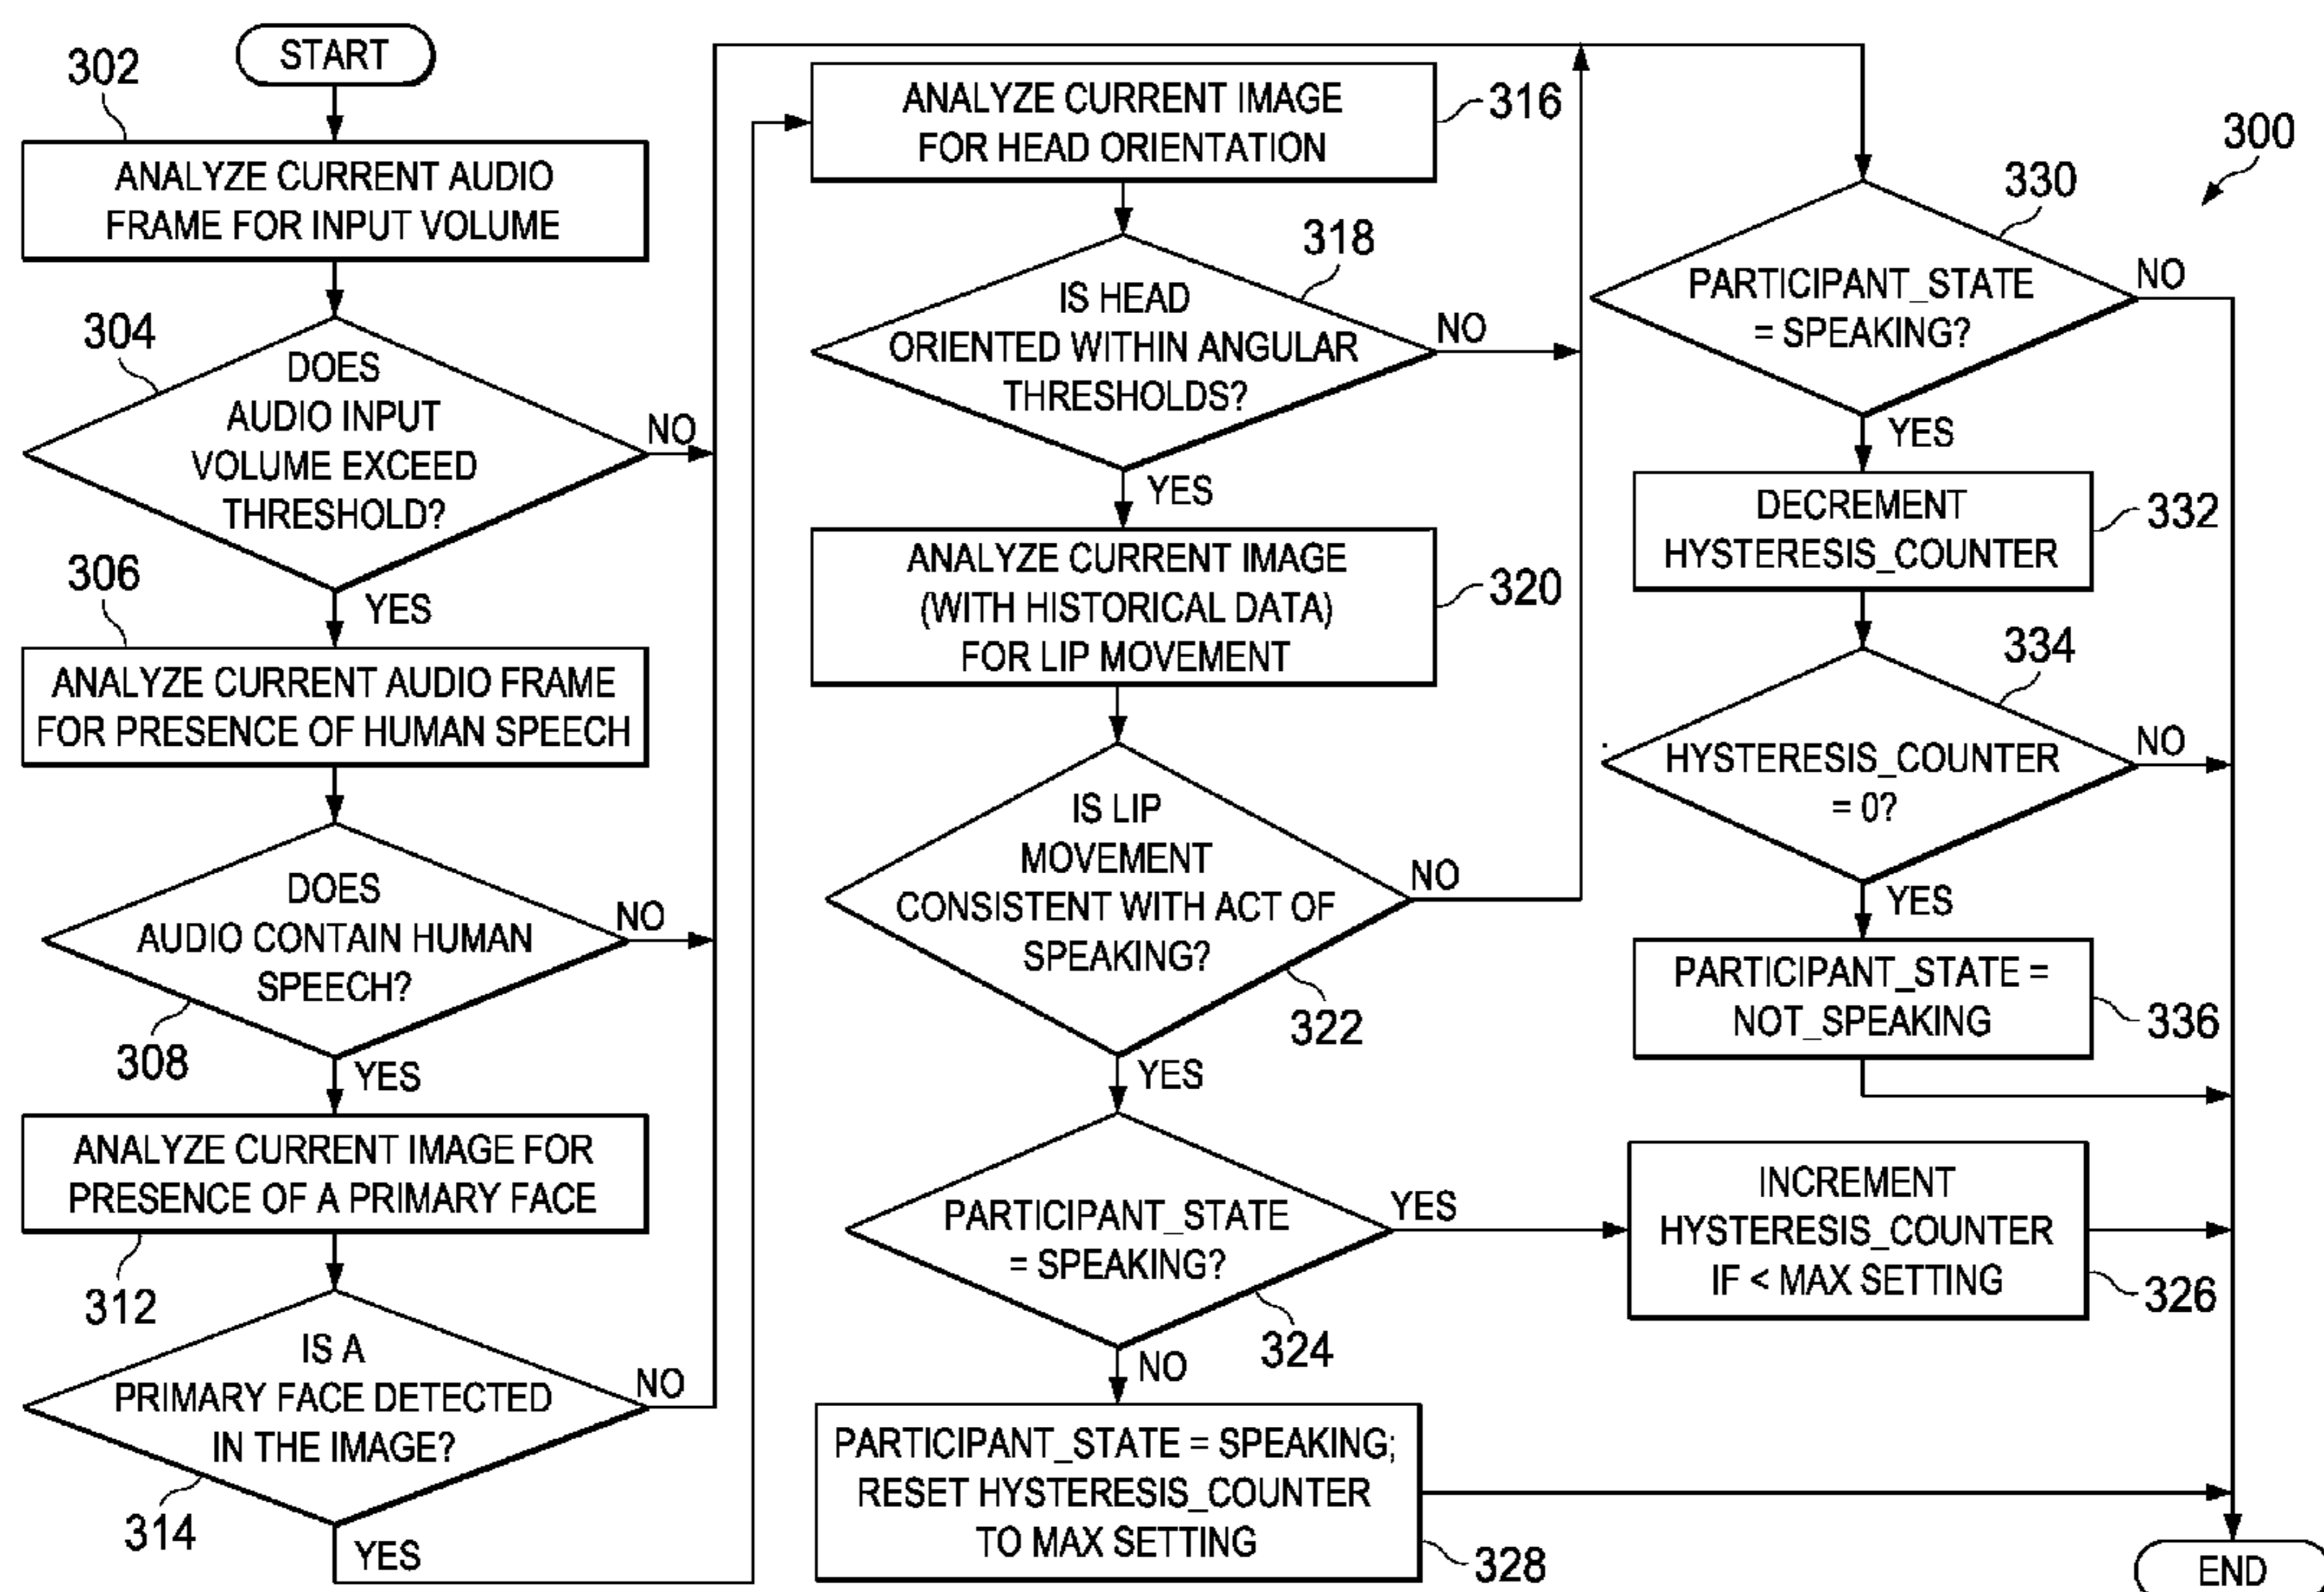 START
302
ANALYZE CURRENT AUDIO
FRAME FOR INPUT VOLUME
304
DOES
AUDIO INPUT
VOLUME EXCEED
THRESHOLD?
NO
YES
306
ANALYZE CURRENT AUDIO FRAME
FOR PRESENCE OF HUMAN SPEECH
DOES
AUDIO CONTAIN HUMAN
SPEECH?
NO
308
YES
ANALYZE CURRENT IMAGE FOR
PRESENCE OF A PRIMARY FACE
312
IS A
PRIMARY FACE DETECTED
IN THE IMAGE?
NO
314
YES
ANALYZE CURRENT IMAGE
FOR HEAD ORIENTATION
316
318
IS HEAD
ORIENTED WITHIN ANGULAR
THRESHOLDS?
NO
YES
ANALYZE CURRENT IMAGE
(WITH HISTORICAL DATA)
FOR LIP MOVEMENT
320
IS LIP
MOVEMENT
CONSISTENT WITH ACT OF
SPEAKING?
NO
322
YES
PARTICIPANT_STATE
= SPEAKING?
YES
324
NO
PARTICIPANT_STATE = SPEAKING;
RESET HYSTERESIS_COUNTER
TO MAX SETTING
328
300
330
PARTICIPANT_STATE
= SPEAKING?
NO
YES
DECREMENT
HYSTERESIS_COUNTER
332
334
HYSTERESIS_COUNTER
= 0?
NO
YES
PARTICIPANT_STATE =
NOT_SPEAKING
336
INCREMENT
HYSTERESIS_COUNTER
IF < MAX SETTING
326
END